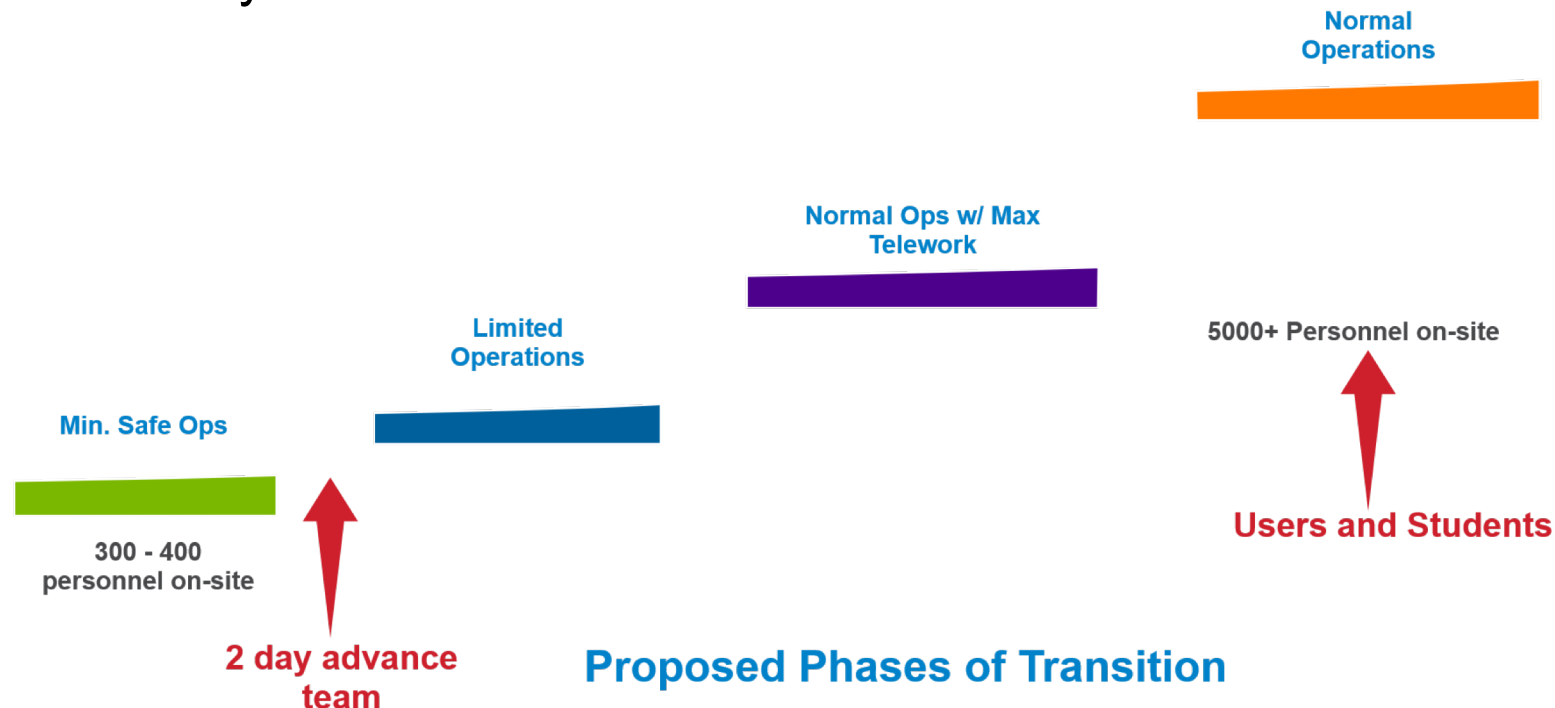 Normal
Operations
Normal Ops w/ Max
Telework
Limited
Operations
5000+ Personnel on-site
Min. Safe Ops
Users and Students
300 - 400
personnel on-site
2 day advance
team
Proposed Phases of Transition